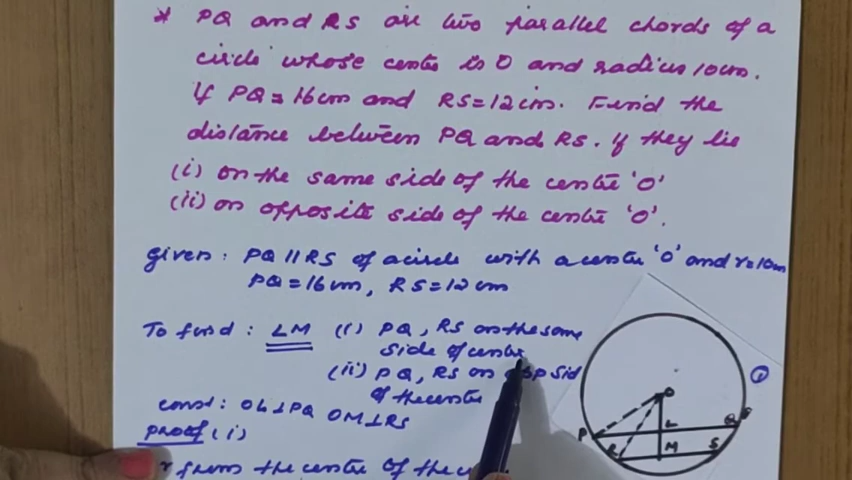 * PQ and RS are two parallel chords of a
circle whose centre is O and radius 10cm.
If PQ = 16cm and RS = 12cm. Find the
distance between PQ and RS. If they lie
(i) on the same side of the centre 'O'
(ii) on opposite side of the centre 'O'.
given: PQ || RS of a circle with a centre 'O' and r=10cm
PQ = 16cm, RS = 12cm
To find: LM (i) PQ, RS on the same
side of centre
(ii) PQ, RS on opp sid
of the centre
const: OL⊥PQ OM⊥RS
proof (i)
from the centre of the
①
O
P L Q
R M S